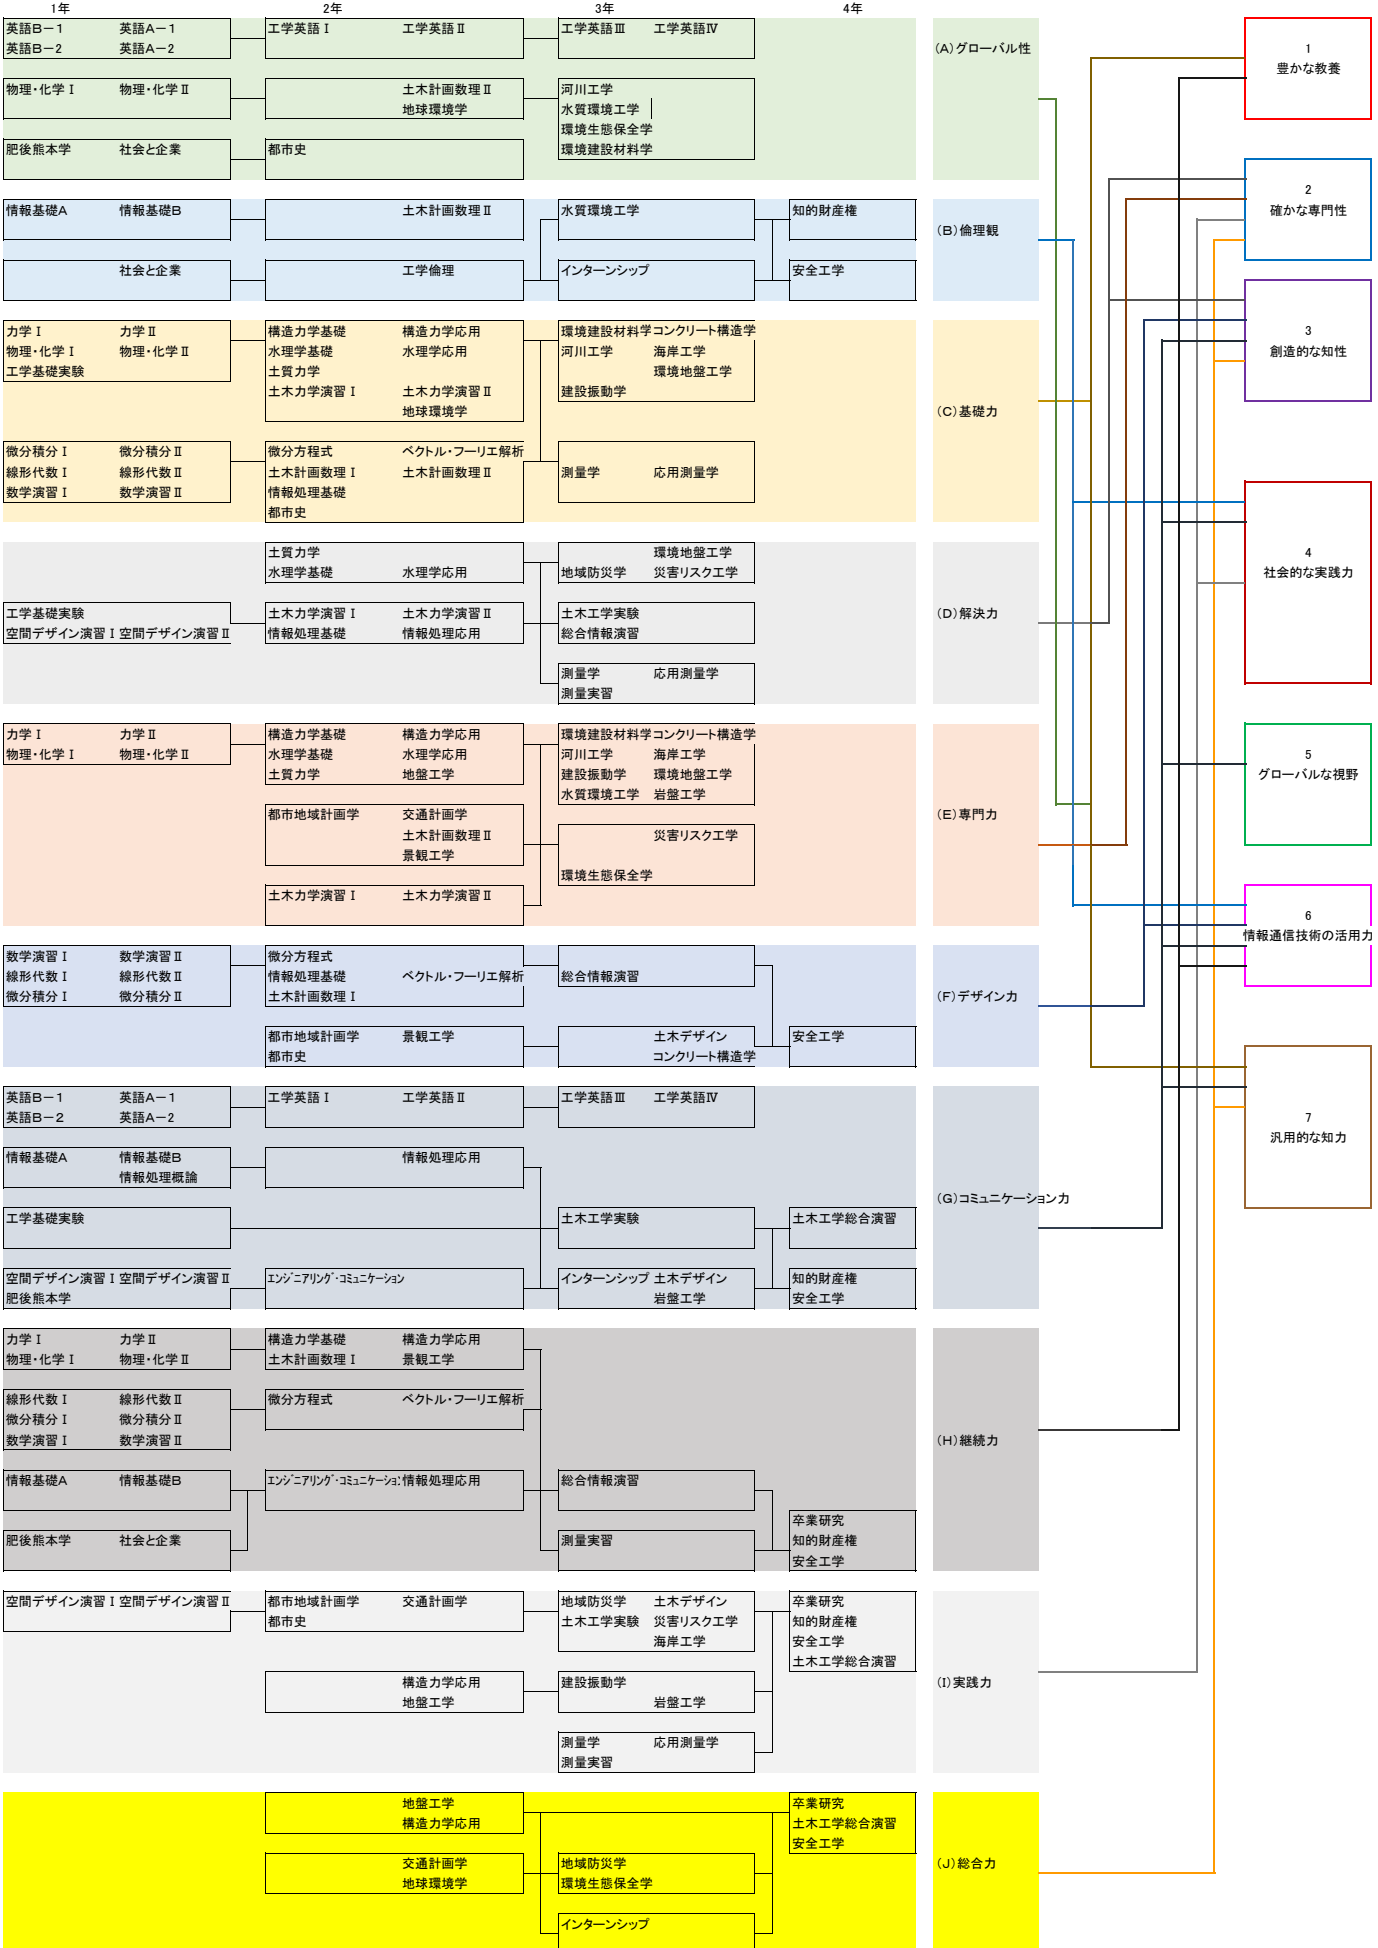 1年 2年 3年 4年
英語B－1 英語A－1 工学英語Ⅰ 工学英語Ⅱ 工学英語Ⅲ 工学英語Ⅳ
英語B－2 英語A－2
(A)グローバル性
物理・化学Ⅰ 物理・化学Ⅱ 土木計画数理Ⅱ 河川工学
地球環境学 水質環境工学
環境生態保全学
肥後熊本学 社会と企業 都市史 環境建設材料学
情報基礎A 情報基礎B 土木計画数理Ⅱ 水質環境工学 知的財産権
(B)倫理観
社会と企業 工学倫理 インターンシップ 安全工学
力学Ⅰ 力学Ⅱ 構造力学基礎 構造力学応用 環境建設材料学 コンクリート構造学
物理・化学Ⅰ 物理・化学Ⅱ 水理学基礎 水理学応用 河川工学 海岸工学
工学基礎実験 土質力学 環境地盤工学
土木力学演習Ⅰ 土木力学演習Ⅱ 建設振動学
地球環境学
(C)基礎力
微分積分Ⅰ 微分積分Ⅱ 微分方程式 ベクトル・フーリエ解析
線形代数Ⅰ 線形代数Ⅱ 土木計画数理Ⅰ 土木計画数理Ⅱ 測量学 応用測量学
数学演習Ⅰ 数学演習Ⅱ 情報処理基礎
都市史
土質力学 環境地盤工学
水理学基礎 水理学応用 地域防災学 災害リスク工学
工学基礎実験 土木力学演習Ⅰ 土木力学演習Ⅱ 土木工学実験
(D)解決力
空間デザイン演習Ⅰ 空間デザイン演習Ⅱ 情報処理基礎 情報処理応用 総合情報演習
測量学 応用測量学
測量実習
力学Ⅰ 力学Ⅱ 構造力学基礎 構造力学応用 環境建設材料学 コンクリート構造学
物理・化学Ⅰ 物理・化学Ⅱ 水理学基礎 水理学応用 河川工学 海岸工学
土質力学 地盤工学 建設振動学 環境地盤工学
水質環境工学 岩盤工学
都市地域計画学 交通計画学
(E)専門力
土木計画数理Ⅱ 災害リスク工学
景観工学
環境生態保全学
土木力学演習Ⅰ 土木力学演習Ⅱ
数学演習Ⅰ 数学演習Ⅱ 微分方程式
線形代数Ⅰ 線形代数Ⅱ 情報処理基礎 ベクトル・フーリエ解析 総合情報演習
微分積分Ⅰ 微分積分Ⅱ 土木計画数理Ⅰ
(F)デザイン力
都市地域計画学 景観工学 土木デザイン 安全工学
都市史 コンクリート構造学
英語B－1 英語A－1 工学英語Ⅰ 工学英語Ⅱ 工学英語Ⅲ 工学英語Ⅳ
英語B－2 英語A－2
情報基礎A 情報基礎B 情報処理応用
情報処理概論
(G)コミュニケーション力
工学基礎実験 土木工学実験 土木工学総合演習
空間デザイン演習Ⅰ 空間デザイン演習Ⅱ エンジニアリング・コミュニケーション インターンシップ 土木デザイン 知的財産権
肥後熊本学 岩盤工学 安全工学
力学Ⅰ 力学Ⅱ 構造力学基礎 構造力学応用
物理・化学Ⅰ 物理・化学Ⅱ 土木計画数理Ⅰ 景観工学
線形代数Ⅰ 線形代数Ⅱ 微分方程式 ベクトル・フーリエ解析
微分積分Ⅰ 微分積分Ⅱ
数学演習Ⅰ 数学演習Ⅱ
(H)継続力
情報基礎A 情報基礎B エンジニアリング・コミュニケーション 情報処理応用 総合情報演習
卒業研究
肥後熊本学 社会と企業 測量実習 知的財産権
安全工学
空間デザイン演習Ⅰ 空間デザイン演習Ⅱ 都市地域計画学 交通計画学 地域防災学 土木デザイン 卒業研究
都市史 土木工学実験 災害リスク工学 知的財産権
海岸工学 安全工学
土木工学総合演習
構造力学応用 建設振動学
(I)実践力
地盤工学 岩盤工学
測量学 応用測量学
測量実習
地盤工学 卒業研究
構造力学応用 土木工学総合演習
安全工学
交通計画学 地域防災学
(J)総合力
地球環境学 環境生態保全学
インターンシップ
1
豊かな教養
2
確かな専門性
3
創造的な知性
4
社会的な実践力
5
グローバルな視野
6
情報通信技術の活用力
7
汎用的な知力